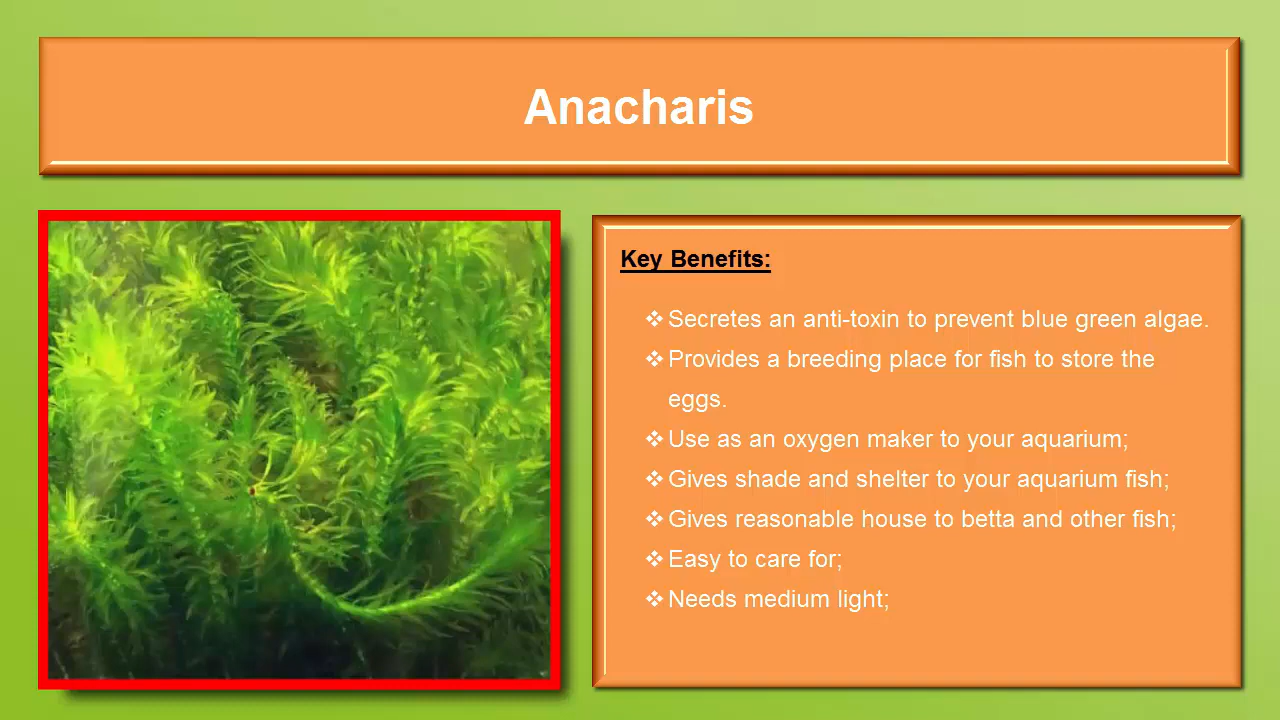 Anacharis
Key Benefits:
❖ Secretes an anti-toxin to prevent blue green algae.
❖ Provides a breeding place for fish to store the
eggs.
❖ Use as an oxygen maker to your aquarium;
❖ Gives shade and shelter to your aquarium fish;
❖ Gives reasonable house to betta and other fish;
❖ Easy to care for;
❖ Needs medium light;